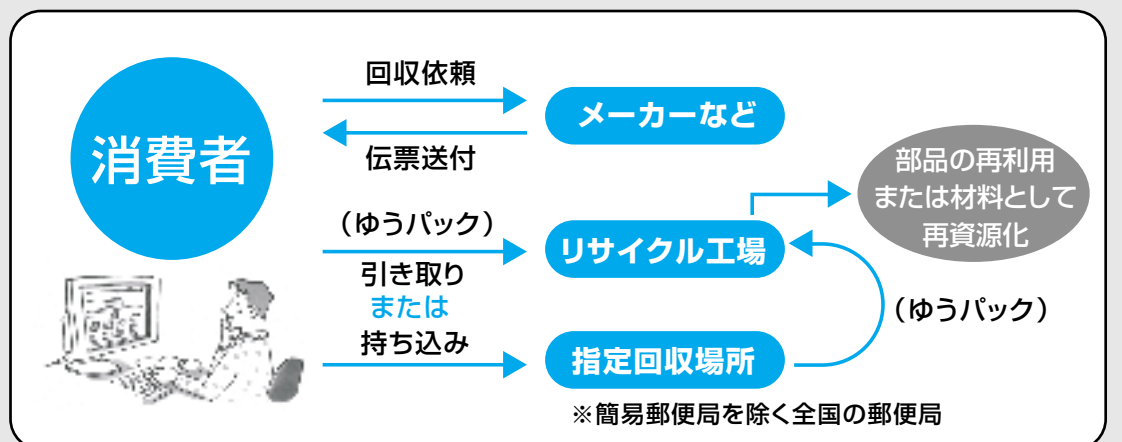 消費者
回収依頼
メーカーなど
伝票送付
(ゆうパック)
リサイクル工場
引き取り
または
持ち込み
指定回収場所
※簡易郵便局を除く全国の郵便局
(ゆうパック)
部品の再利用
または材料として
再資源化